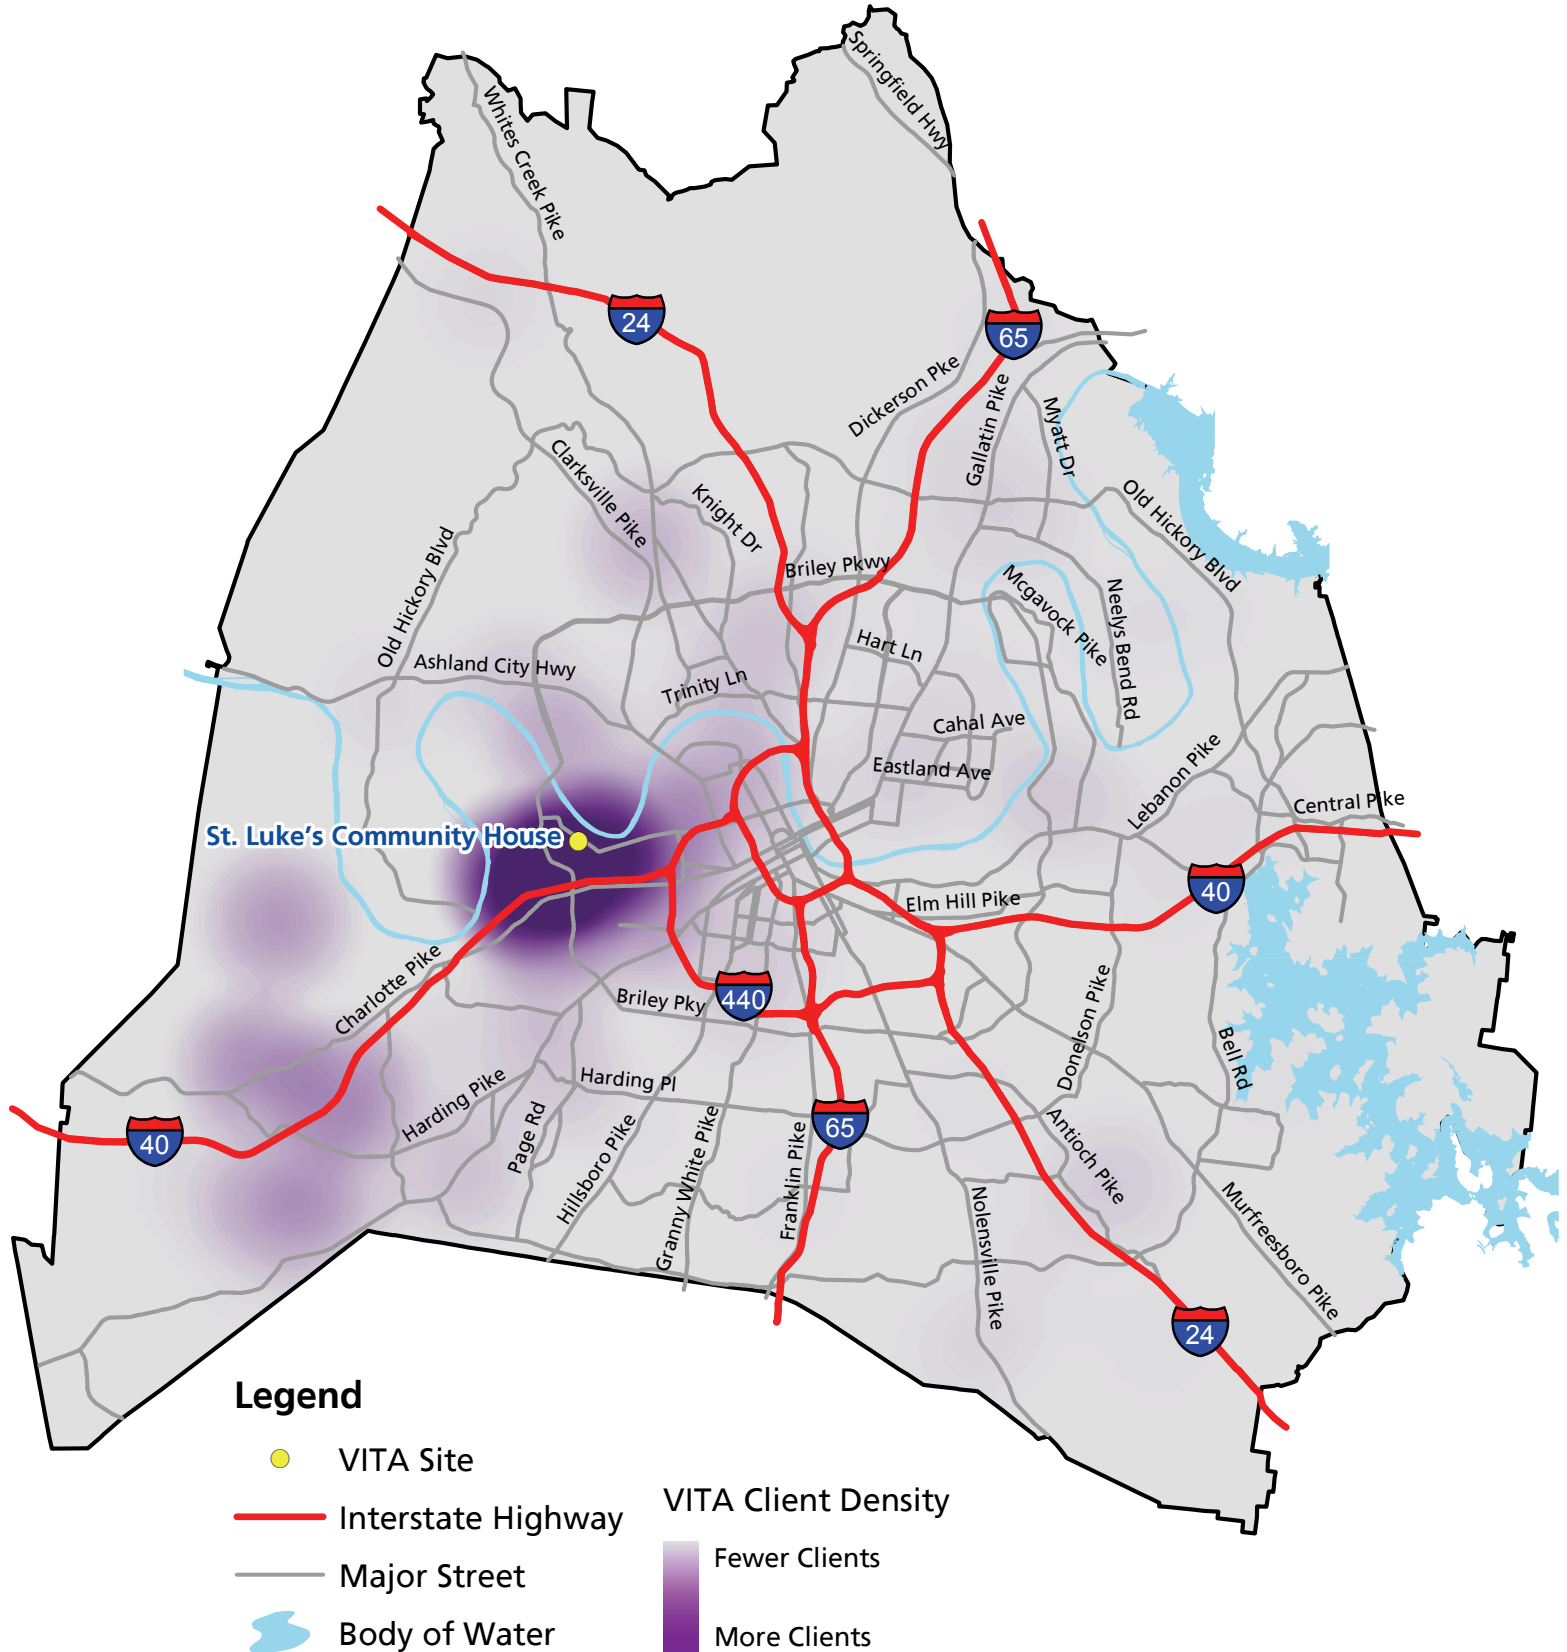 Springfield Hwy
Whites Creek Pike
24
65
Dickerson Pke
Gallatin Pike
Myatt Dr
Clarksville Pike
Knight Dr
Old Hickory Blvd
Old Hickory Blvd
Briley Pkwy
Mcgavock Pike
Neelys Bend Rd
Hart Ln
Ashland City Hwy
Trinity Ln
Cahal Ave
Eastland Ave
Lebanon Pike
Central Pike
St. Luke's Community House
40
Elm Hill Pike
Charlotte Pike
440
Briley Pky
Donelson Pike
Bell Rd
Harding Pl
Harding Pike
Page Rd
Hillsboro Pike
Granny White Pike
Franklin Pike
65
40
Antioch Pike
Nolensville Pike
Murfreesboro Pike
24
Legend
VITA Site
Interstate Highway
Major Street
Body of Water
VITA Client Density
Fewer Clients
More Clients